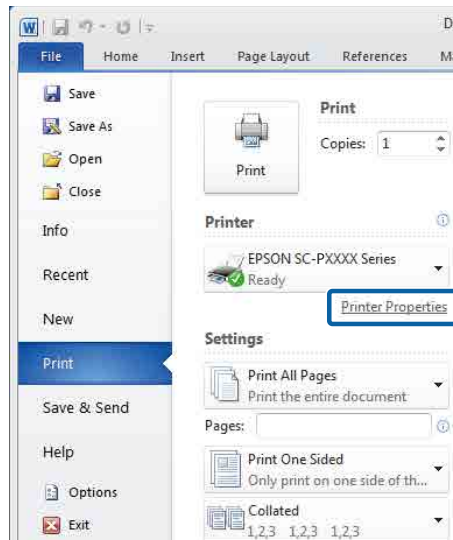 W
D
File Home Insert Page Layout References M
Save
Save As
Open
Close
Info
Recent
New
Print
Save & Send
Help
Options
Exit
Print
Print
Copies: 1
Printer
EPSON SC-PXXXX Series
Ready
Printer Properties
Settings
Print All Pages
Print the entire document
Pages:
Print One Sided
Only print on one side of th...
Collated
1,2,3 1,2,3 1,2,3